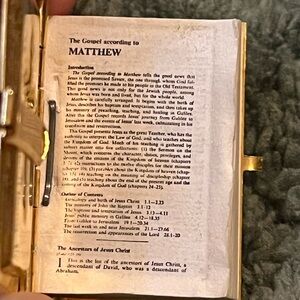 The Gospel according to
MATTHEW
Introduction
The Gospel according to Matthew tells the good news that
Jesus is the promised Savior, the one through whom God ful-
filled the promises he made to his people in the Old Testament.
This good news is not only for the Jewish people, among
whom Jesus was born and lived, but for the whole world.
Matthew is carefully arranged. It begins with the birth of
Jesus, describes his baptism and temptation, and then takes up
his ministry of preaching, teaching, and healing in Galilee.
After this the Gospel records Jesus' journey from Galilee to
Jerusalem and the events of Jesus' last week, culminating in his
crucifixion and resurrection.
This Gospel presents Jesus as the great Teacher, who has the
authority to interpret the Law of God, and who teaches about
the Kingdom of God. Much of his teaching is gathered
by subject matter into five collections: (1) the Sermon on the
Mount, which concerns the character, duties, privileges, and
destiny of the citizens of the Kingdom of heaven (chapters
5-7); (2) instructions to the twelve disciples for their mission
(chapter 10); (3) parables about the Kingdom of heaven (chap-
ter 13); (4) teaching on the meaning of discipleship (chapter
18); and (5) teaching about the end of the present age and the
coming of the Kingdom of God (chapters 24-25).
Outline of Contents
Genealogy and birth of Jesus Christ 1.1-2.23
The ministry of John the Baptist 3.1-12
The baptism and temptation of Jesus 3.13-4.11
Jesus' public ministry in Galilee 4.12-18.35
From Galilee to Jerusalem 19.1-20.34
The last week in and near Jerusalem 21.1-27.66
The resurrection and appearances of the Lord 28.1-20
The Ancestors of Jesus Christ
1 This is the list of the ancestors of Jesus Christ, a
descendant of David, who was a descendant of
Abraham.